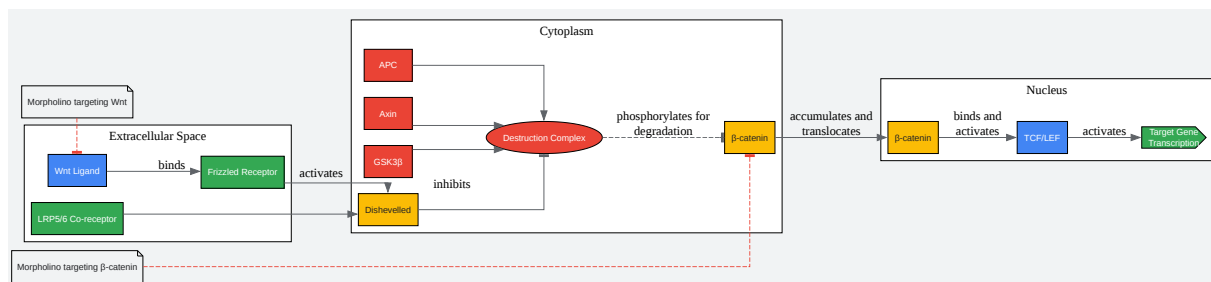 Cytoplasm
APC
Morpholino targeting Wnt
Axin
Extracellular Space
Destruction Complex
phosphorylates for
degradation
β-catenin
accumulates and
translocates
Nucleus
β-catenin
binds and
activates
TCF/LEF
activates
Target Gene
Transcription
Wnt Ligand
binds
Frizzled Receptor
activates
GSK3β
inhibits
Dishevelled
LRP5/6 Co-receptor
Morpholino targeting β-catenin